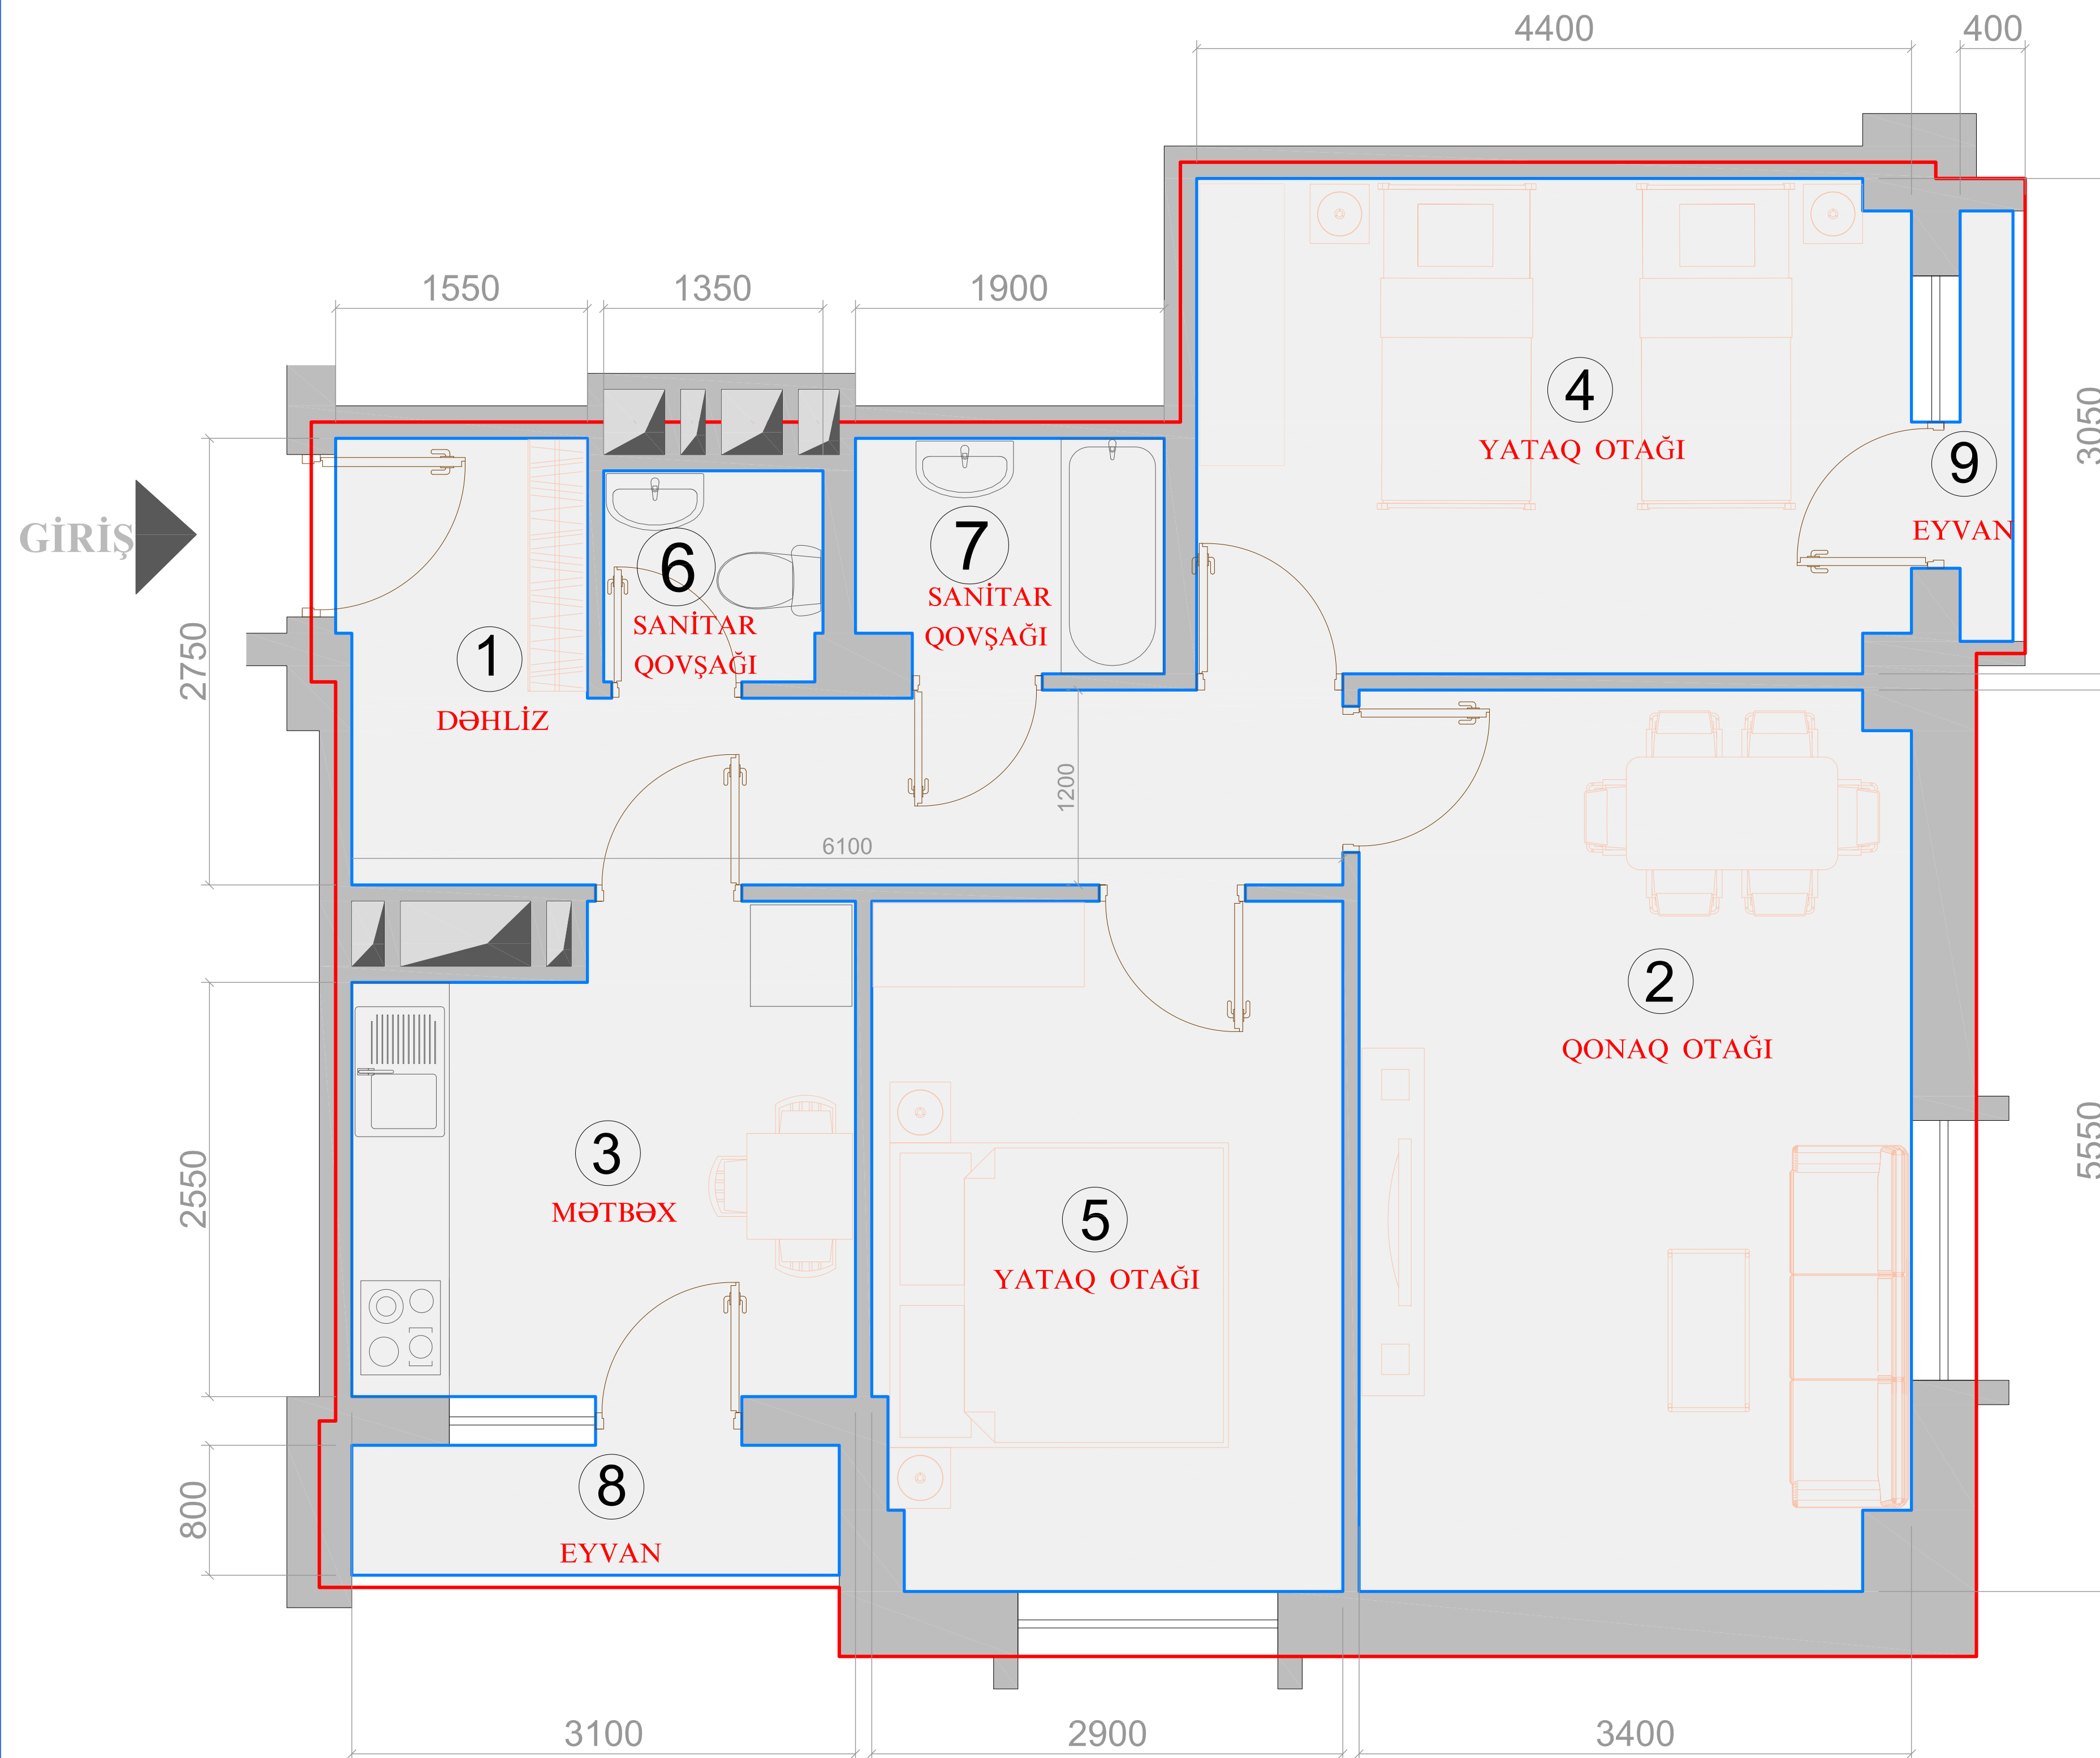 4400
400
1550
1350
1900
4
YATAQ OTAĞI
3050
9
EYVAN
GİRİŞ
6
SANİTAR
QOVŞAĞI
7
SANİTAR
QOVŞAĞI
1
DƏHLİZ
2750
1200
6100
2
QONAQ OTAĞI
3
MƏTBƏX
2550
5
YATAQ OTAĞI
5550
8
EYVAN
800
3100
2900
3400